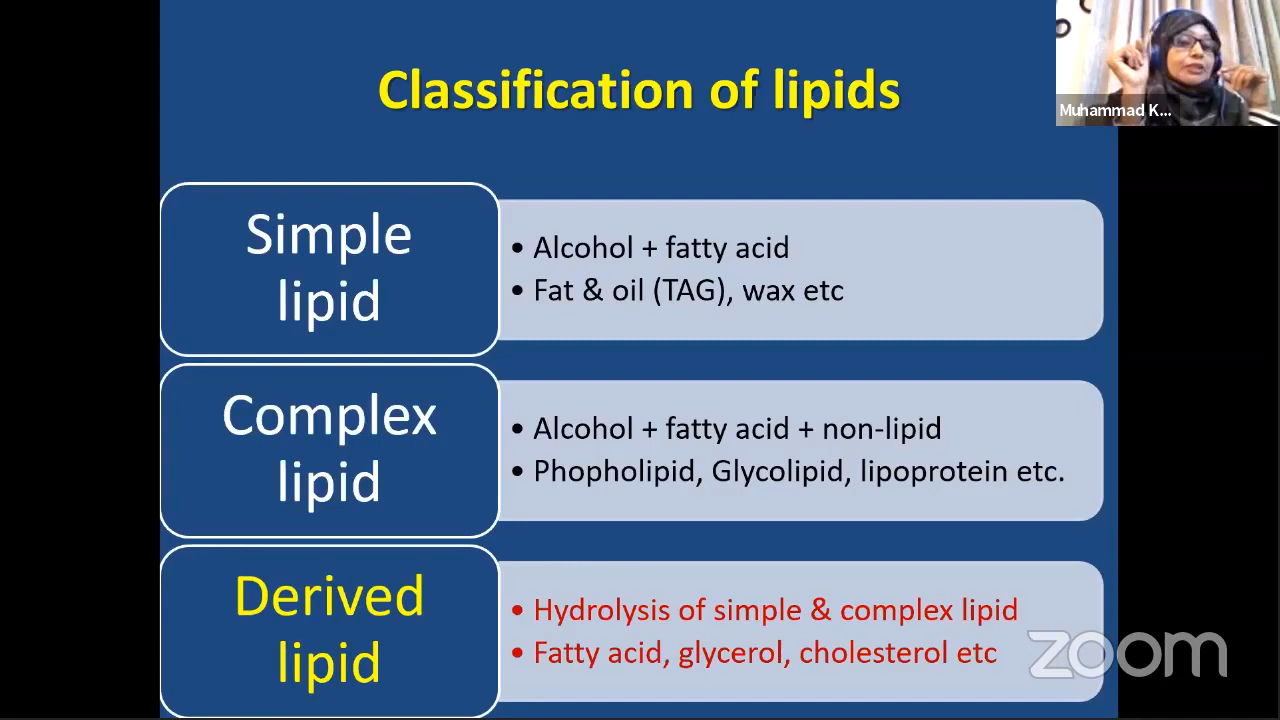 Classification of lipids
Muhammad K...
Simple
lipid
• Alcohol + fatty acid
• Fat & oil (TAG), wax etc
Complex
lipid
• Alcohol + fatty acid + non-lipid
• Phopholipid, Glycolipid, lipoprotein etc.
Derived
lipid
• Hydrolysis of simple & complex lipid
• Fatty acid, glycerol, cholesterol etc
zoom